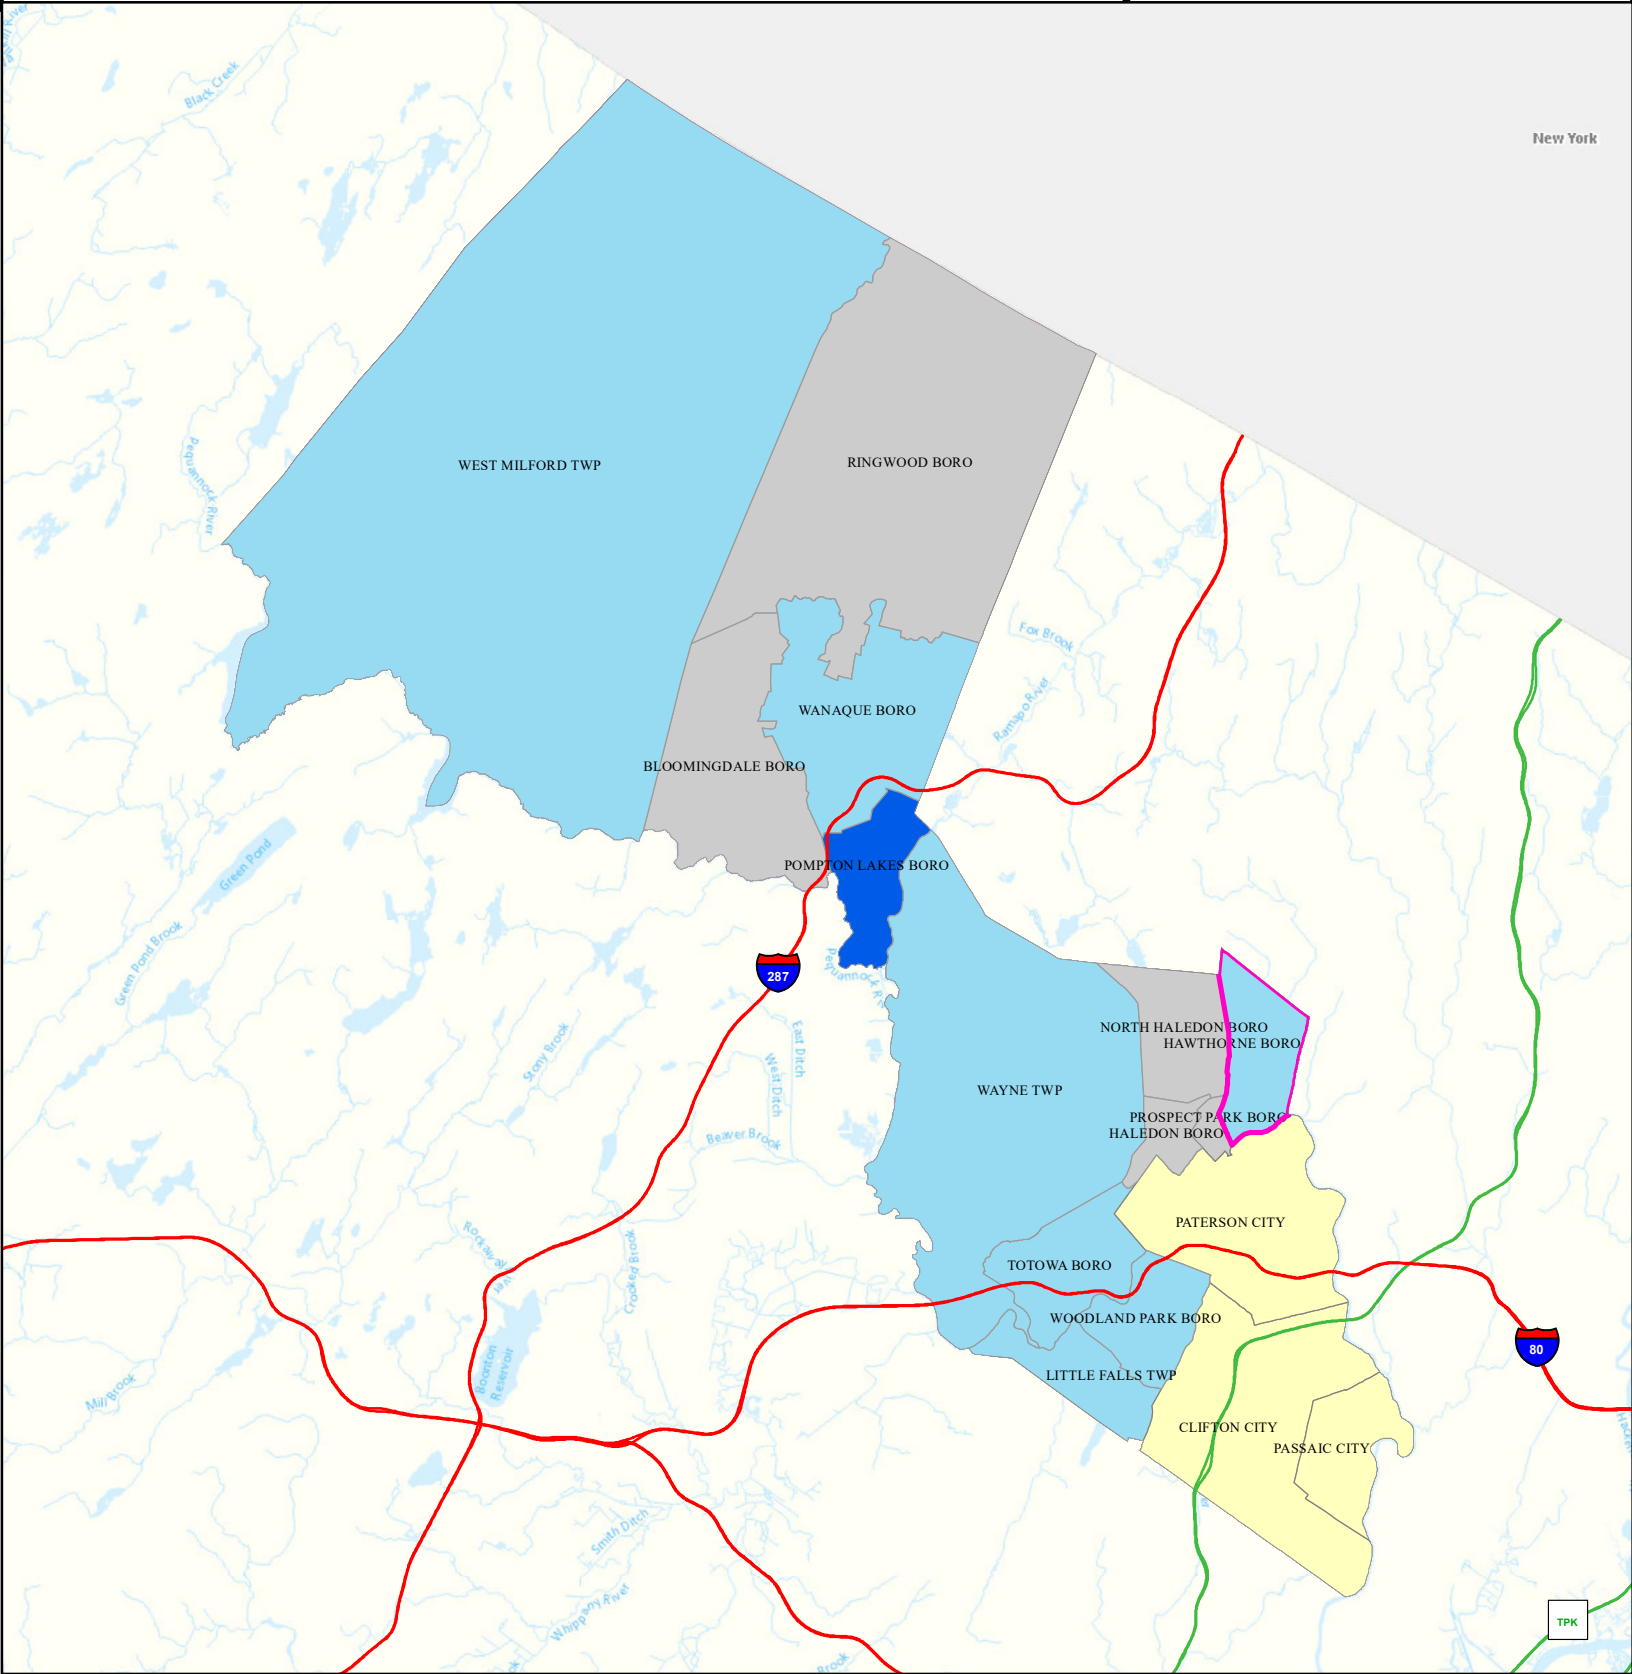 Black Creek
New York
Pequannock River
WEST MILFORD TWP
RINGWOOD BORO
Fox Brook
Ramapo River
WANAQUE BORO
BLOOMINGDALE BORO
Green Pond
POMPTON LAKES BORO
Green Pond Brook
287
Pequannock R
NORTH HALEDON BORO
HAWTHORNE BORO
Stony Brook
East Ditch
West Ditch
WAYNE TWP
PROSPECT PARK BORO
HALEDON BORO
Beaver Brook
PATERSON CITY
Rockaway
Crooked Brook
TOTOWA BORO
WOODLAND PARK BORO
80
Boonton
Reservoir
LITTLE FALLS TWP
Mill Brook
CLIFTON CITY
PASSAIC CITY
Smith Ditch
Whippany River
TPK
Brook